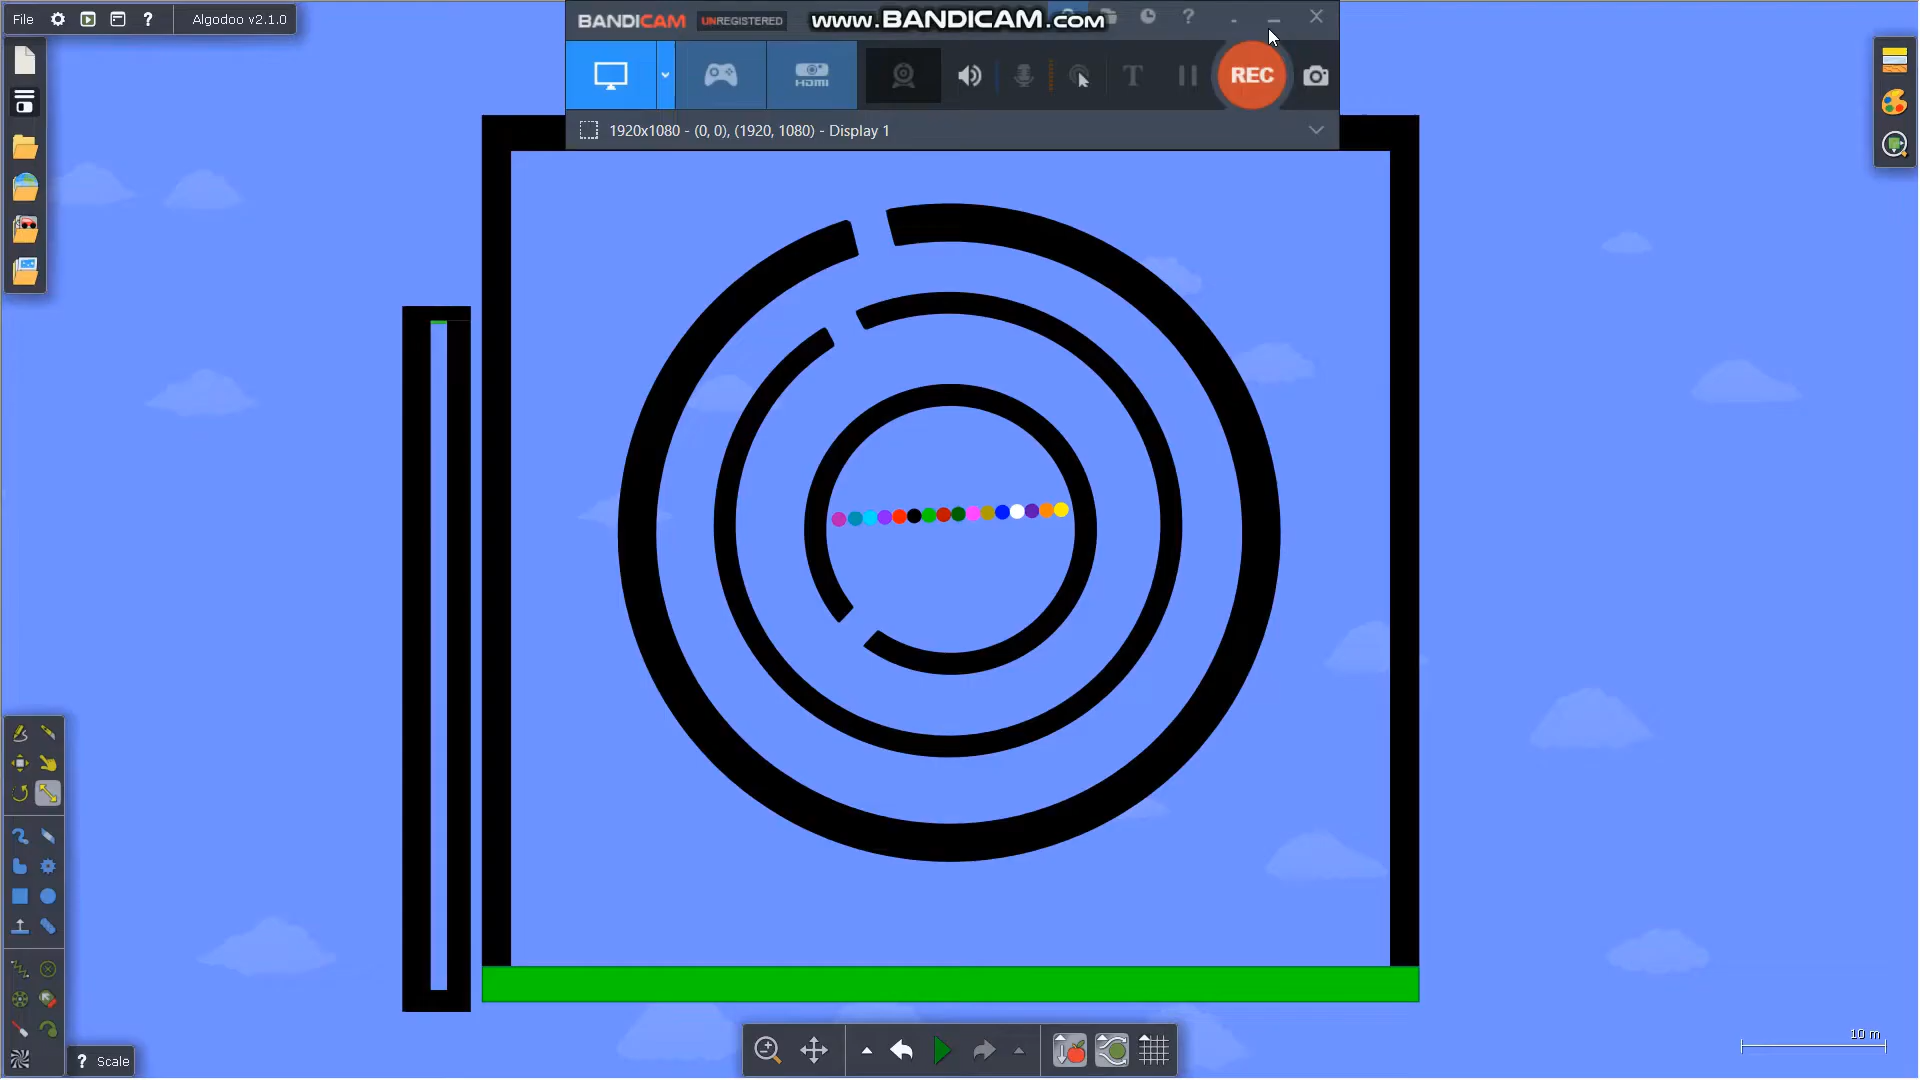 File
?
Algodoo v2.1.0
BANDICAM
UNREGISTERED
www.BANDICAM.COM
?
HDMI
T
REC
1920x1080 - (0, 0), (1920, 1080) - Display 1
10 m
? Scale